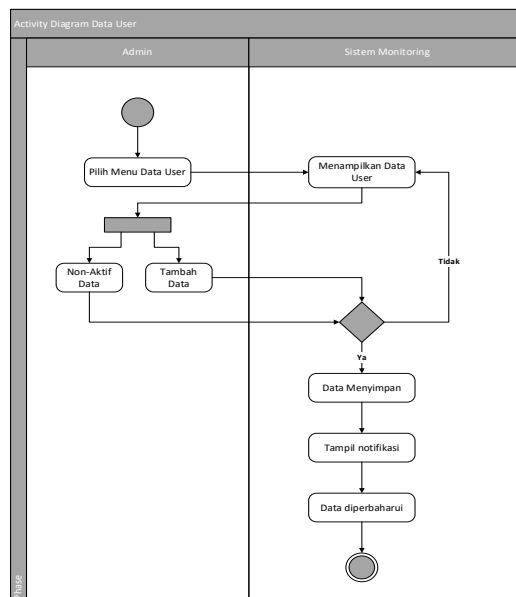 Activity Diagram Data User
Admin
Sistem Monitoring
Pilih Menu Data User
Menampilkan Data
User
Non-Aktif
Data
Tambah
Data
Tidak
Ya
Data Menyimpan
Tampil notifikasi
Data diperbaharui
Phase